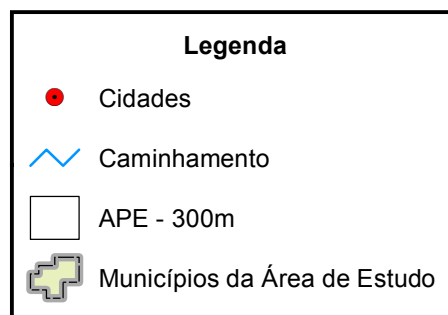 Legenda
Cidades
Caminhamento
APE - 300m
Municípios da Área de Estudo